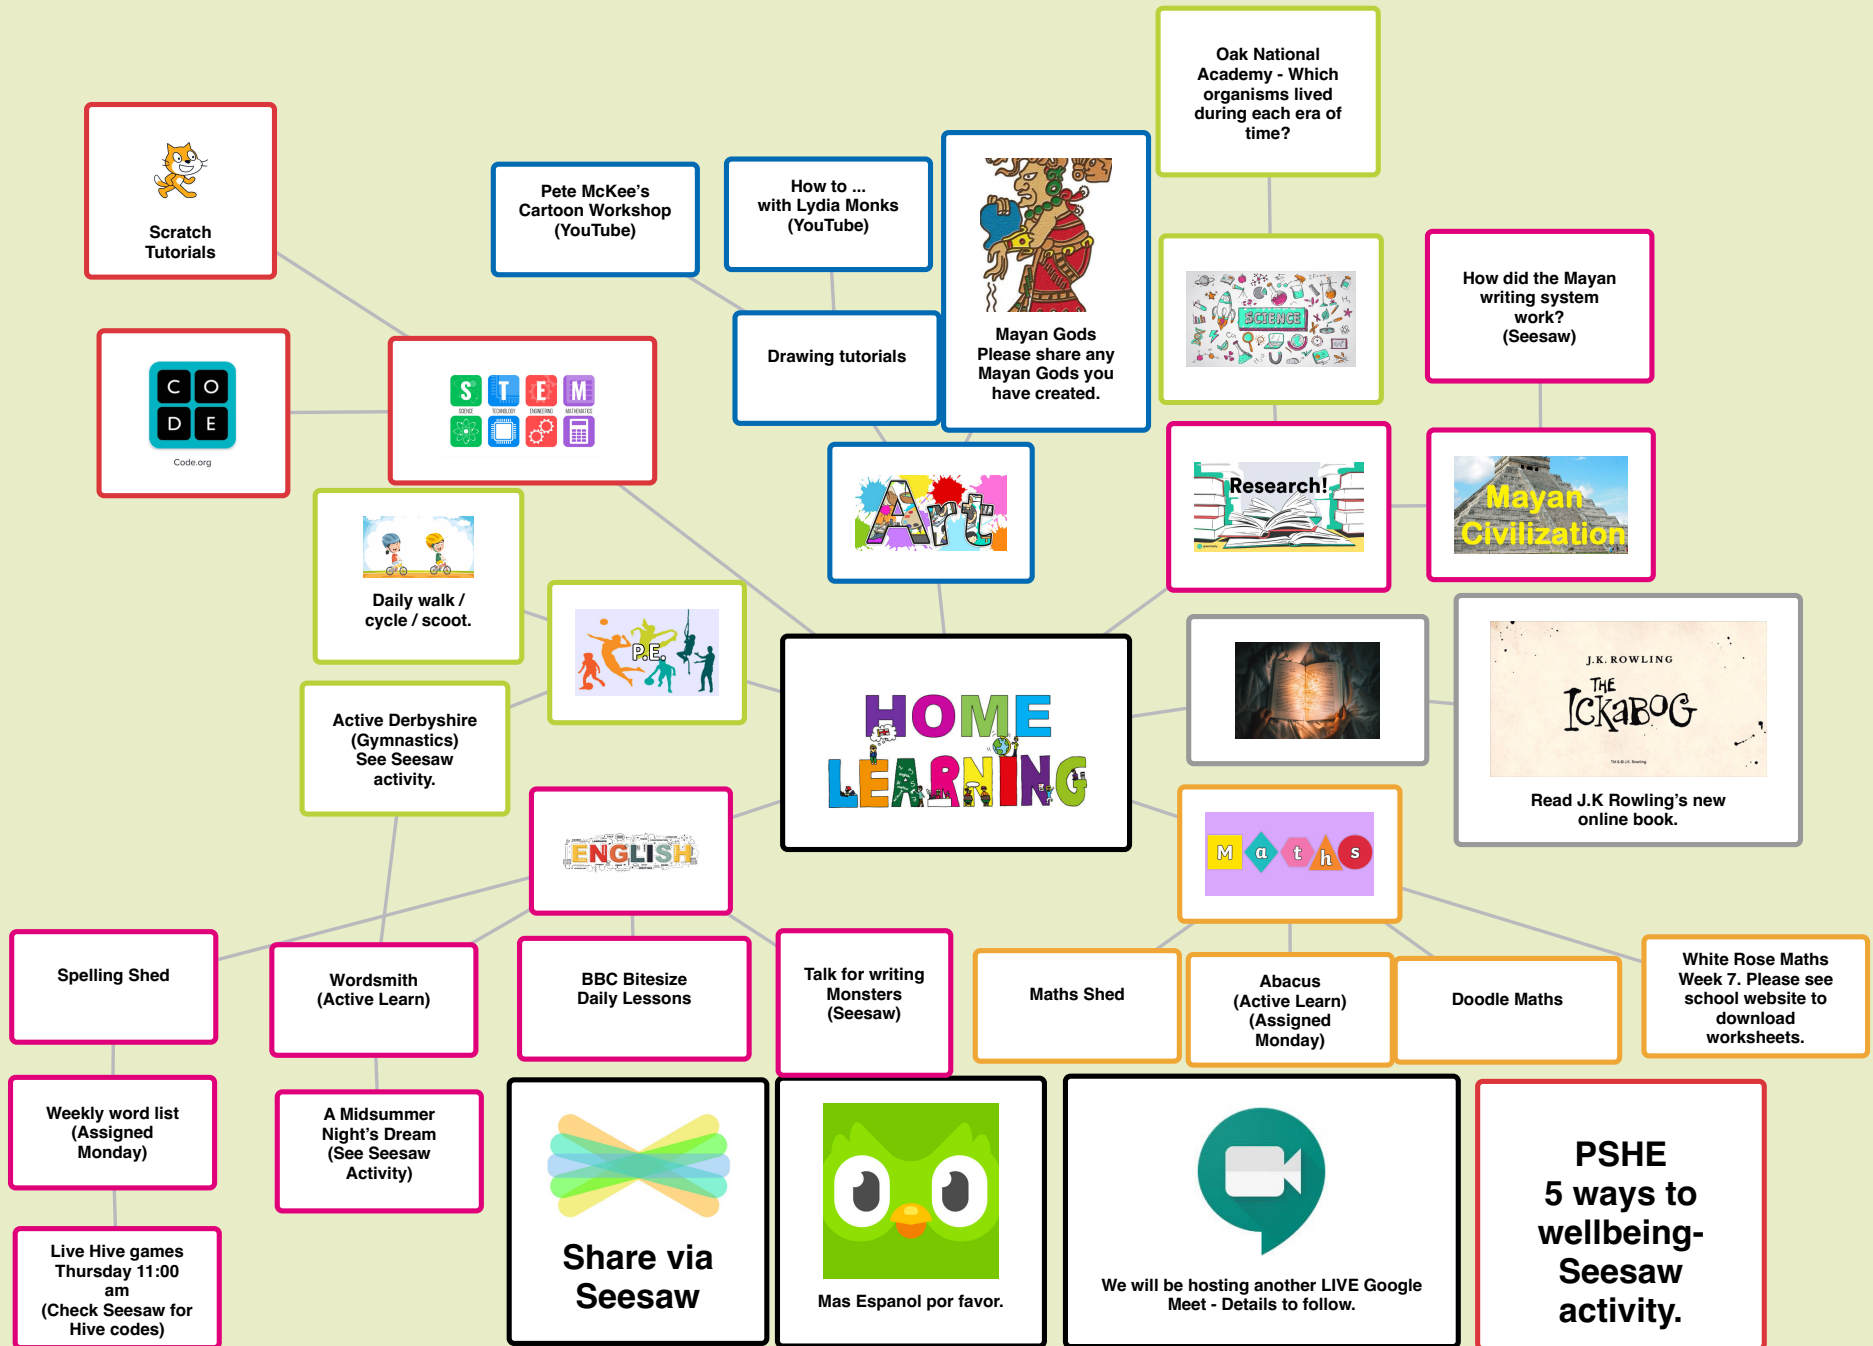 Oak National
Academy - Which
organisms lived
during each era of
time?
Scratch
Tutorials
Pete McKee's
Cartoon Workshop
(YouTube)
How to ...
with Lydia Monks
(YouTube)
Mayan Gods
Please share any
Mayan Gods you
have created.
Drawing tutorials
SCIENCE
How did the Mayan
writing system
work?
(Seesaw)
C O
D E
Code.org
S T E M
SCIENCE TECHNOLOGY ENGINEERING MATHEMATICS
Art
Research!
Mayan
Civilization
Daily walk /
cycle / scoot.
P.E.
Active Derbyshire
(Gymnastics)
See Seesaw
activity.
HOME
LEARNING
J.K. ROWLING
THE
ICKABOG
TM & © J.K. Rowling
Read J.K Rowling's new
online book.
ENGLISH
Maths
Spelling Shed
Wordsmith
(Active Learn)
BBC Bitesize
Daily Lessons
Talk for writing
Monsters
(Seesaw)
Maths Shed
Abacus
(Active Learn)
(Assigned
Monday)
Doodle Maths
White Rose Maths
Week 7. Please see
school website to
download
worksheets.
Weekly word list
(Assigned
Monday)
A Midsummer
Night's Dream
(See Seesaw
Activity)
Live Hive games
Thursday 11:00
am
(Check Seesaw for
Hive codes)
Share via
Seesaw
Mas Espanol por favor.
We will be hosting another LIVE Google
Meet - Details to follow.
PSHE
5 ways to
wellbeing-
Seesaw
activity.